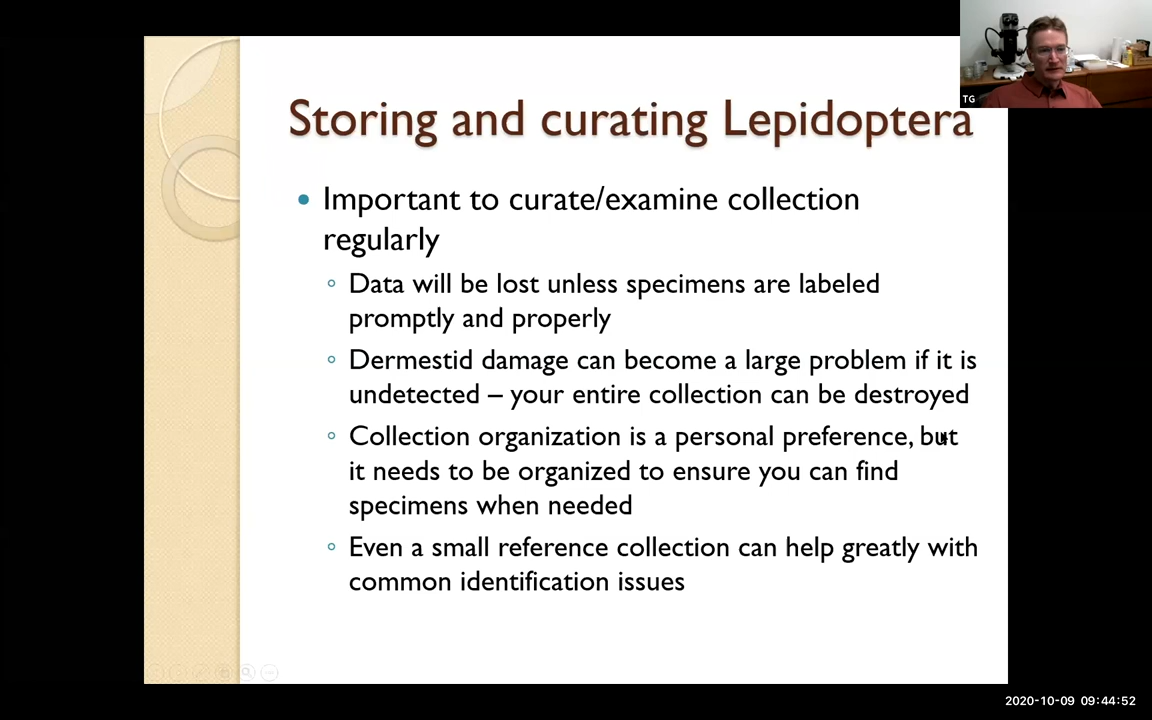 TG
Storing and curating Lepidoptera
Important to curate/examine collection
regularly
Data will be lost unless specimens are labeled
promptly and properly
Dermestid damage can become a large problem if it is
undetected – your entire collection can be destroyed
Collection organization is a personal preference, but
it needs to be organized to ensure you can find
specimens when needed
Even a small reference collection can help greatly with
common identification issues
2020-10-09 09:44:52